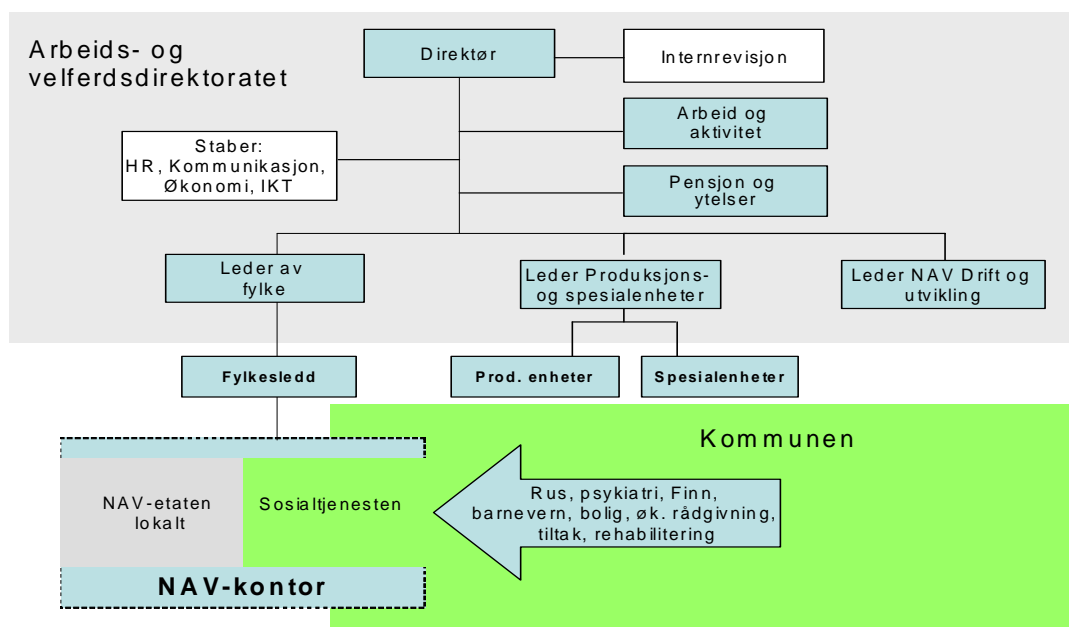 Arbeids- og
velferdsdirektoratet
Direktør
Internrevisjon
Arbeid og
aktivitet
Staber:
HR, Kommunikasjon,
Økonomi, IKT
Pensjon og
ytelser
Leder av
fylke
Leder Produksjons-
og spesialenheter
Leder NAV Drift og
utvikling
Fylkesledd
Prod. enheter
Spesialenheter
Kommunen
NAV-etaten
lokalt
Sosialtjenesten
Rus, psykiatri, Finn,
barnevern, bolig, øk. rådgivning,
tiltak, rehabilitering
NAV-kontor